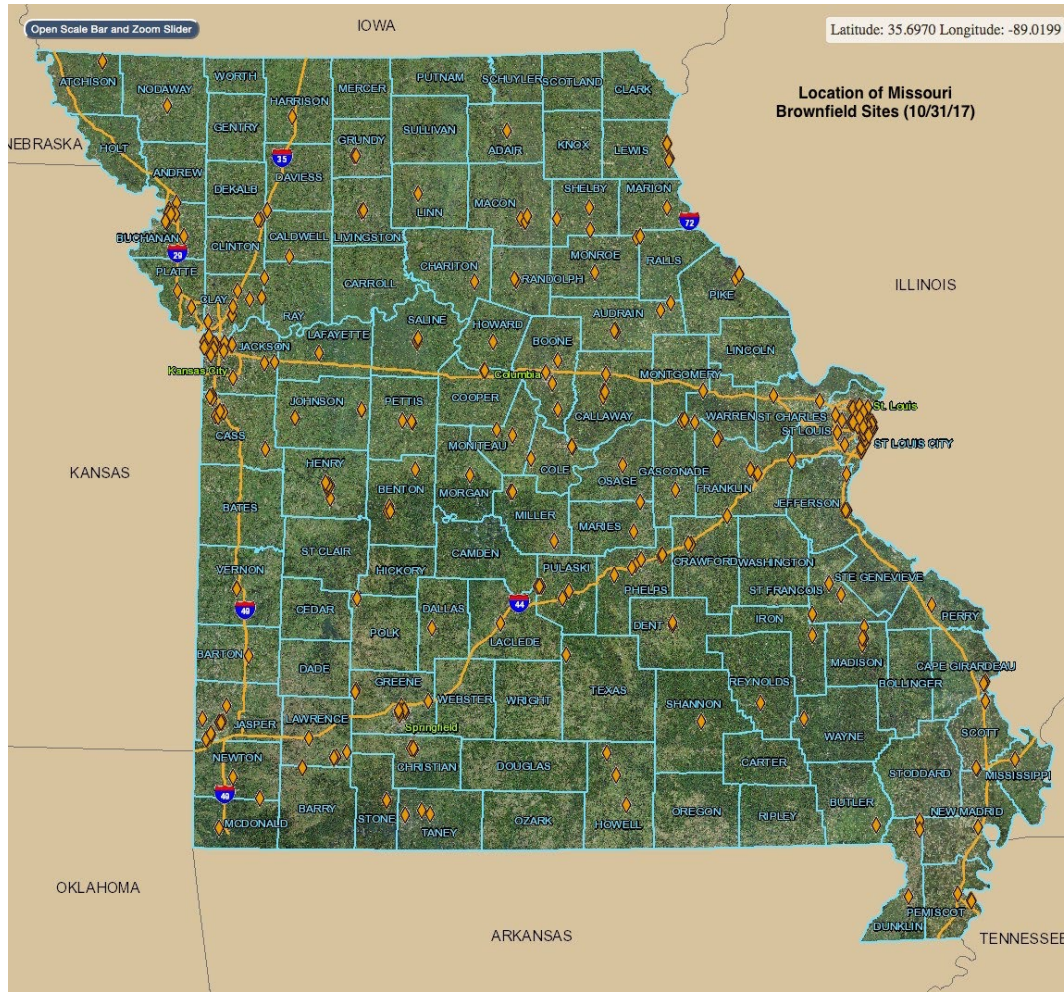 Open Scale Bar and Zoom Slider
IOWA
Latitude: 35.6970 Longitude: -89.0199
Location of Missouri
Brownfield Sites (10/31/17)
ATCHISON
NODAWAY
WORTH
HARRISON
MERCER
PUTNAM
SCHUYLER
SCOTLAND
CLARK
NEBRASKA
HOLT
GENTRY
GRUNDY
SULLIVAN
ADAIR
KNOX
LEWIS
35
ANDREW
DEKALB
DAVIESS
LINN
MACON
SHELBY
MARION
72
BUCHANAN
CLINTON
CALDWELL
LIVINGSTON
29
PLATTE
CHARITON
RANDOLPH
MONROE
RALLS
CARROLL
PIKE
ILLINOIS
CLAY
RAY
SALINE
HOWARD
AUDRAIN
LAFAYETTE
BOONE
JACKSON
LINCOLN
Kansas City
Columbia
MONTGOMERY
JOHNSON
PETTIS
COOPER
CALLAWAY
WARREN
ST CHARLES
St. Louis
ST LOUIS
ST LOUIS CITY
CASS
MONITEAU
KANSAS
COLE
OSAGE
GASCONADE
HENRY
BENTON
MORGAN
FRANKLIN
BATES
MILLER
MARIES
JEFFERSON
ST CLAIR
CAMDEN
VERNON
HICKORY
PULASKI
CRAWFORD
WASHINGTON
STE GENEVIEVE
PHELPS
ST FRANCOIS
49
CEDAR
DALLAS
44
PERRY
POLK
DENT
IRON
LACLEDE
BARTON
DADE
MADISON
CAPE GIRARDEAU
GREENE
BOLLINGER
WEBSTER
WRIGHT
TEXAS
REYNOLDS
SHANNON
JASPER
LAWRENCE
Springfield
WAYNE
SCOTT
NEWTON
CHRISTIAN
DOUGLAS
CARTER
STODDARD
MISSISSIPPI
49
BARRY
STONE
TANEY
OZARK
HOWELL
OREGON
RIPLEY
BUTLER
NEW MADRID
MCDONALD
OKLAHOMA
PEMISCOT
DUNKLIN
ARKANSAS
TENNESSEE